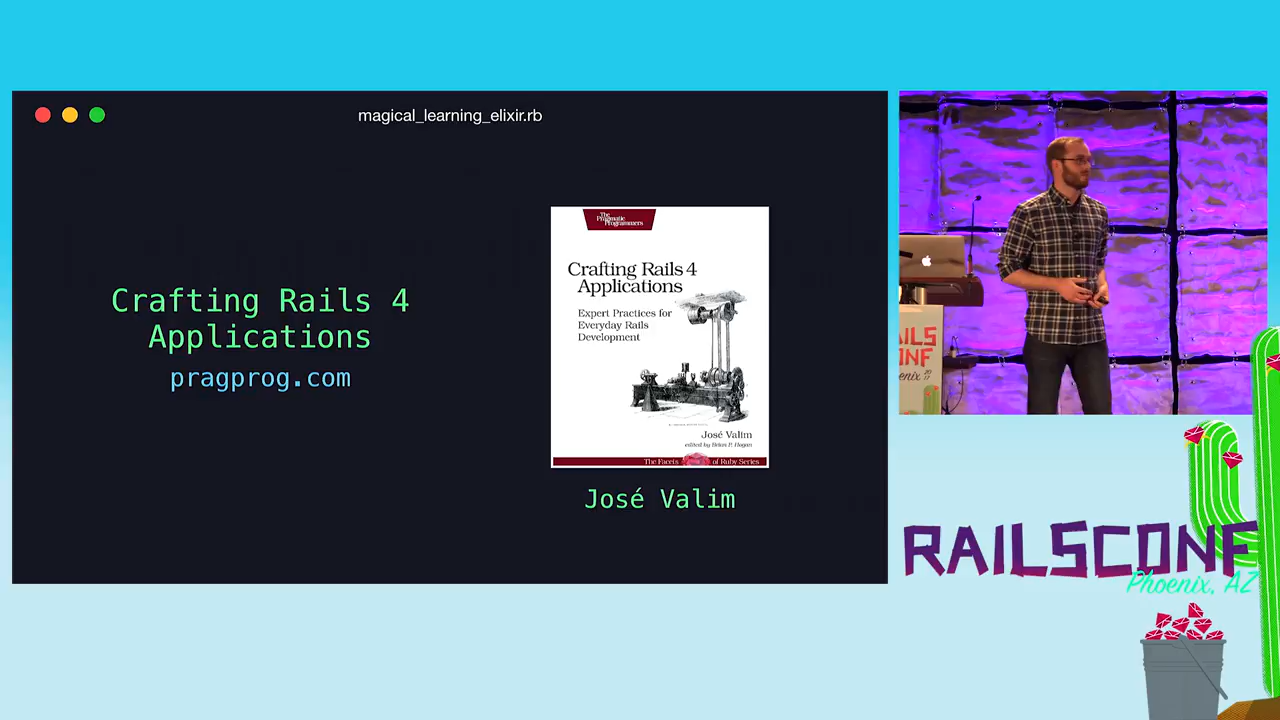 magical_learning_elixir.rb
Crafting Rails 4
Applications
pragprog.com
The
Pragmatic
Programmers
Crafting Rails 4
Applications
Expert Practices for
Everyday Rails
Development
José Valim
edited by Brian P. Hogan
The Facets of Ruby Series
José Valim
RAILSCONF
Phoenix, AZ